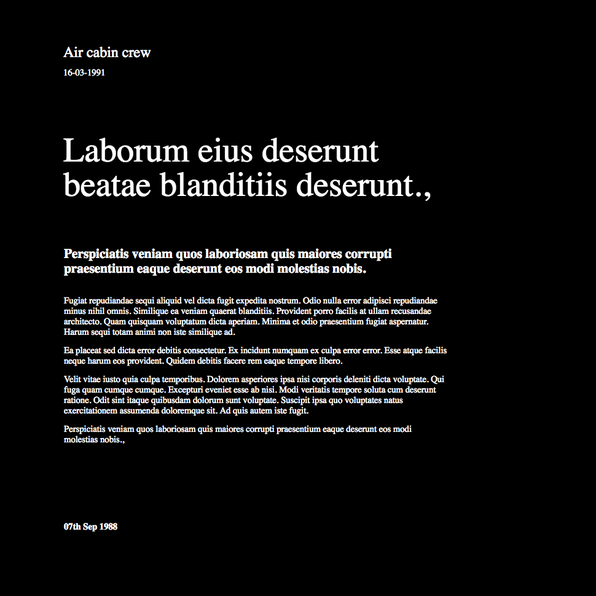 Air cabin crew
16-03-1991
Laborum eius deserunt
beatae blanditiis deserunt.,
Perspiciatis veniam quos laboriosam quis maiores corrupti
praesentium eaque deserunt eos modi molestias nobis.
Fugiat repudiandae sequi aliquid vel dicta fugit expedita nostrum. Odio nulla error adipisci repudiandae
minus nihil omnis. Similique ea veniam quaerat blanditiis. Provident porro facilis at ullam recusandae
architecto. Quam quisquam voluptatum dicta aperiam. Minima et odio praesentium fugiat aspernatur.
Harum sequi totam animi non iste similique ad.
Ea placeat sed dicta error debitis consectetur. Ex incidunt numquam ex culpa error error. Esse atque facilis
neque harum eos provident. Quidem debitis facere rem eaque tempore libero.
Velit vitae iusto quia culpa temporibus. Dolorem asperiores ipsa nisi corporis deleniti dicta voluptate. Qui
fuga quam cumque cumque. Excepturi eveniet esse ab nisi. Modi veritatis tempore soluta cum deserunt
ratione. Odit sint itaque quibusdam dolorum sunt voluptate. Suscipit ipsa quo voluptates natus
exercitationem assumenda doloremque sit. Ad quis autem iste fugit.
Perspiciatis veniam quos laboriosam quis maiores corrupti praesentium eaque deserunt eos modi
molestias nobis.,
07th Sep 1988